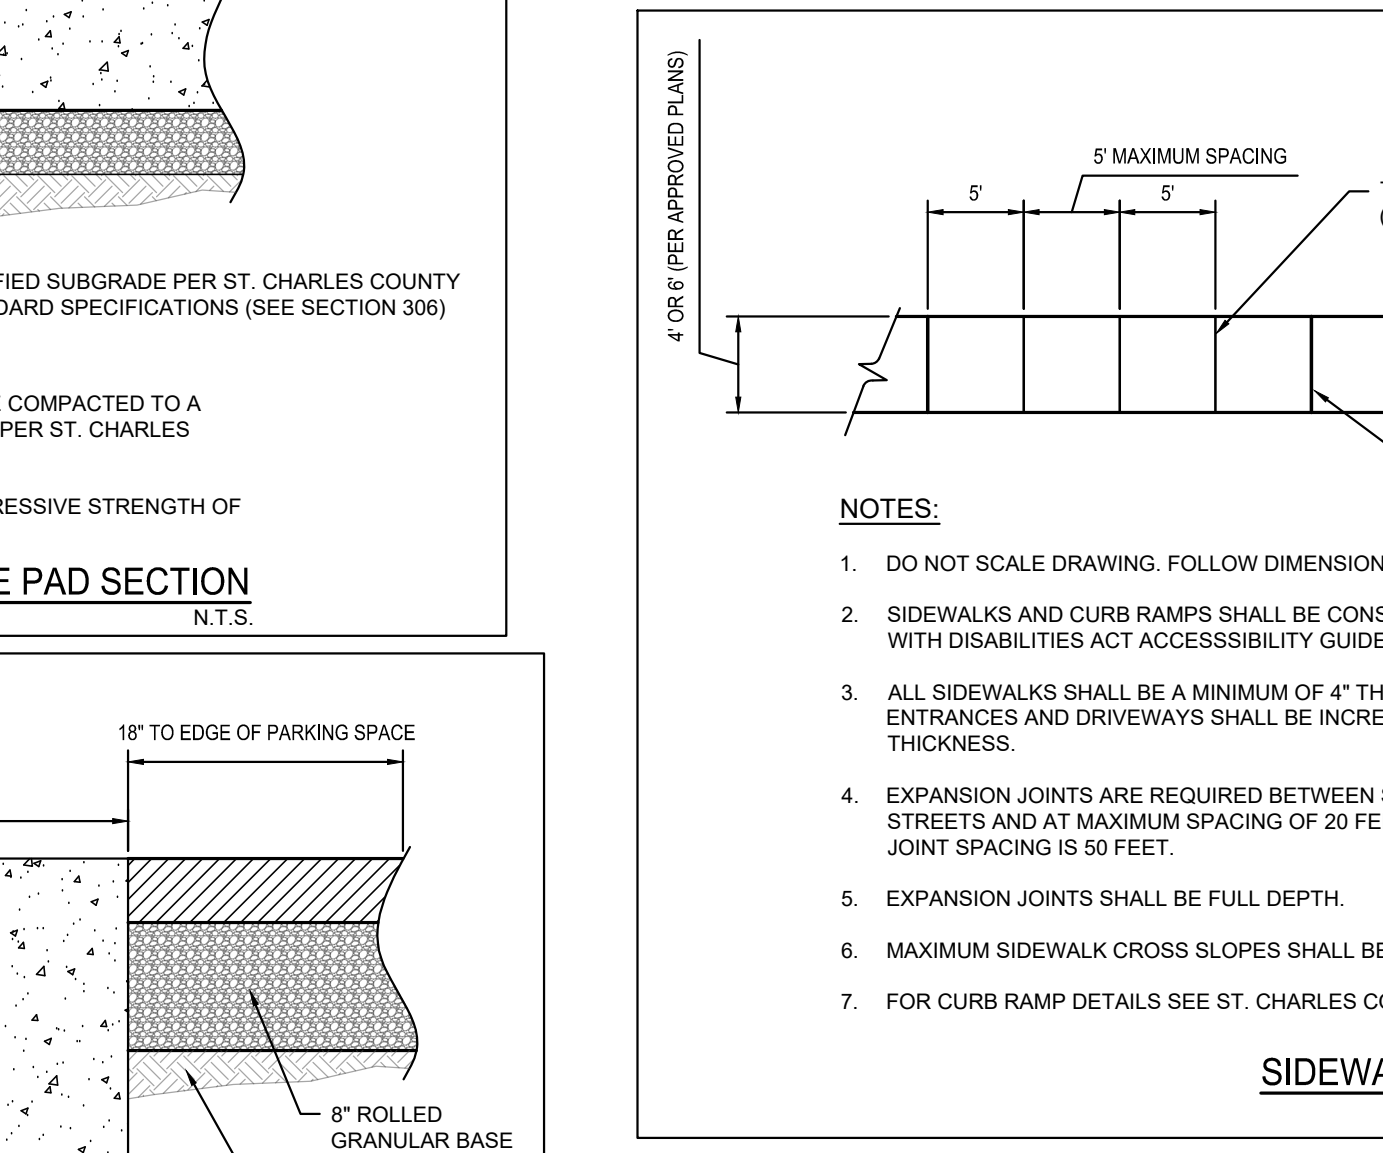 FIED SUBGRADE PER ST. CHARLES COUNTY
DARD SPECIFICATIONS (SEE SECTION 306)
COMPACTED TO A
PER ST. CHARLES
RESSIVE STRENGTH OF
E PAD SECTION
N.T.S.
18" TO EDGE OF PARKING SPACE
8" ROLLED
GRANULAR BASE
4' OR 6' (PER APPROVED PLANS)
5' MAXIMUM SPACING
5'
5'
NOTES:
1. DO NOT SCALE DRAWING. FOLLOW DIMENSION
2. SIDEWALKS AND CURB RAMPS SHALL BE CONS
WITH DISABILITIES ACT ACCESSSIBILITY GUIDE
3. ALL SIDEWALKS SHALL BE A MINIMUM OF 4" TH
ENTRANCES AND DRIVEWAYS SHALL BE INCRE
THICKNESS.
4. EXPANSION JOINTS ARE REQUIRED BETWEEN
STREETS AND AT MAXIMUM SPACING OF 20 FE
JOINT SPACING IS 50 FEET.
5. EXPANSION JOINTS SHALL BE FULL DEPTH.
6. MAXIMUM SIDEWALK CROSS SLOPES SHALL BE
7. FOR CURB RAMP DETAILS SEE ST. CHARLES CO
SIDEWA